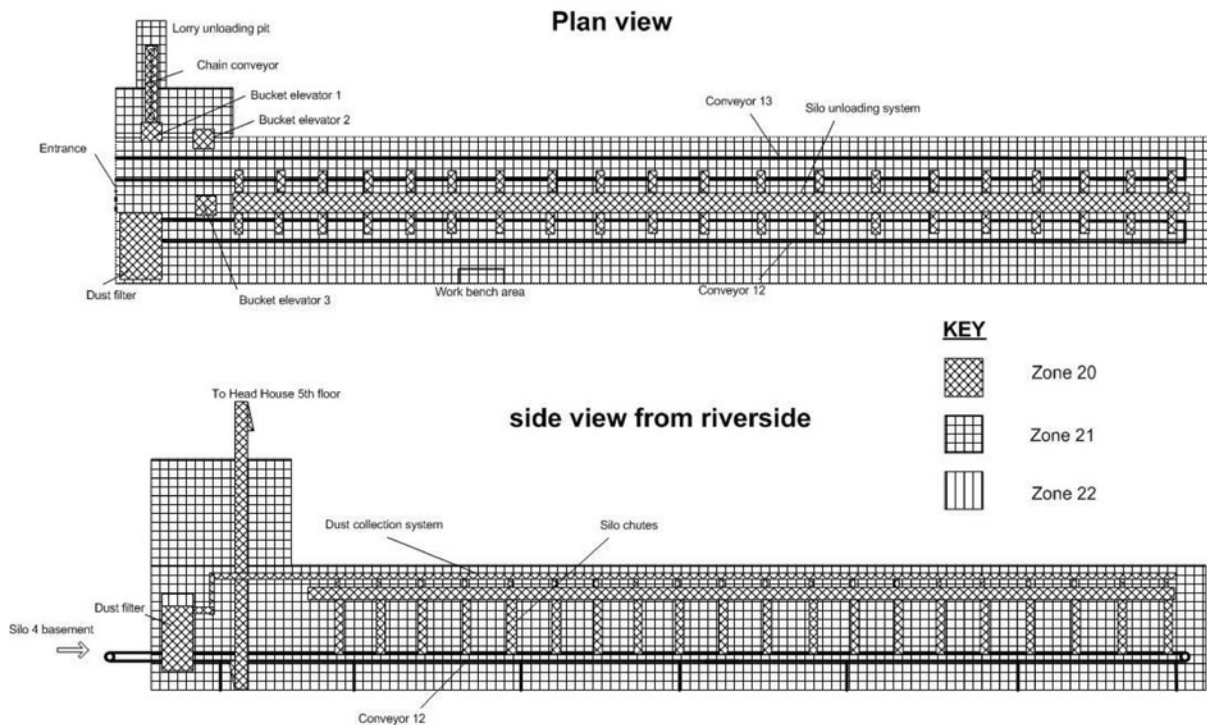 Plan view
Lorry unloading pit
Chain conveyor
Bucket elevator 1
Bucket elevator 2
Conveyor 13
Silo unloading system
Entrance
Dust filter
Bucket elevator 3
Work bench area
Conveyor 12
KEY
Zone 20
Zone 21
Zone 22
To Head House 5th floor
side view from riverside
Dust collection system
Silo chutes
Dust filter
Silo 4 basement
Conveyor 12